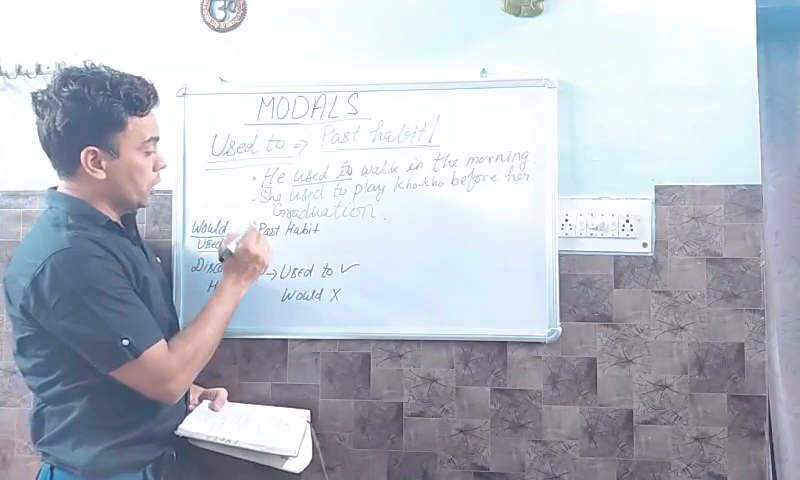 MODALS
Used to => Past habit/
• He used to walk in the morning.
• She used to play kho-kho before her
Graduation.
Would Past Habit
Used
-> Used to ✓
Would X